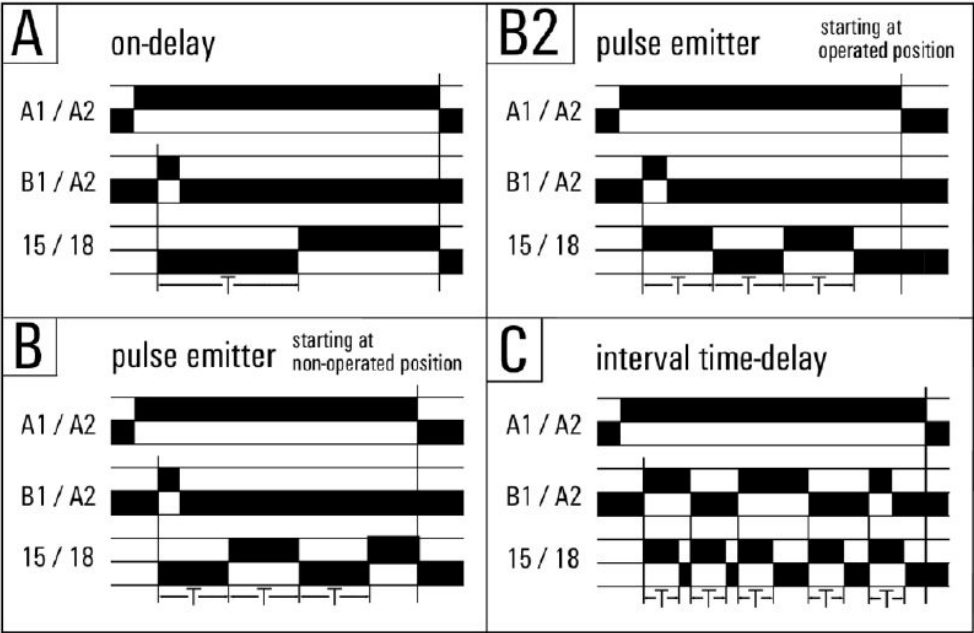 A
on-delay
A1 / A2
B1 / A2
15 / 18
T
B2
pulse emitter
starting at
operated position
A1 / A2
B1 / A2
15 / 18
T T T
B
pulse emitter
starting at
non-operated position
A1 / A2
B1 / A2
15 / 18
T T T
C
interval time-delay
A1 / A2
B1 / A2
15 / 18
T T T T T